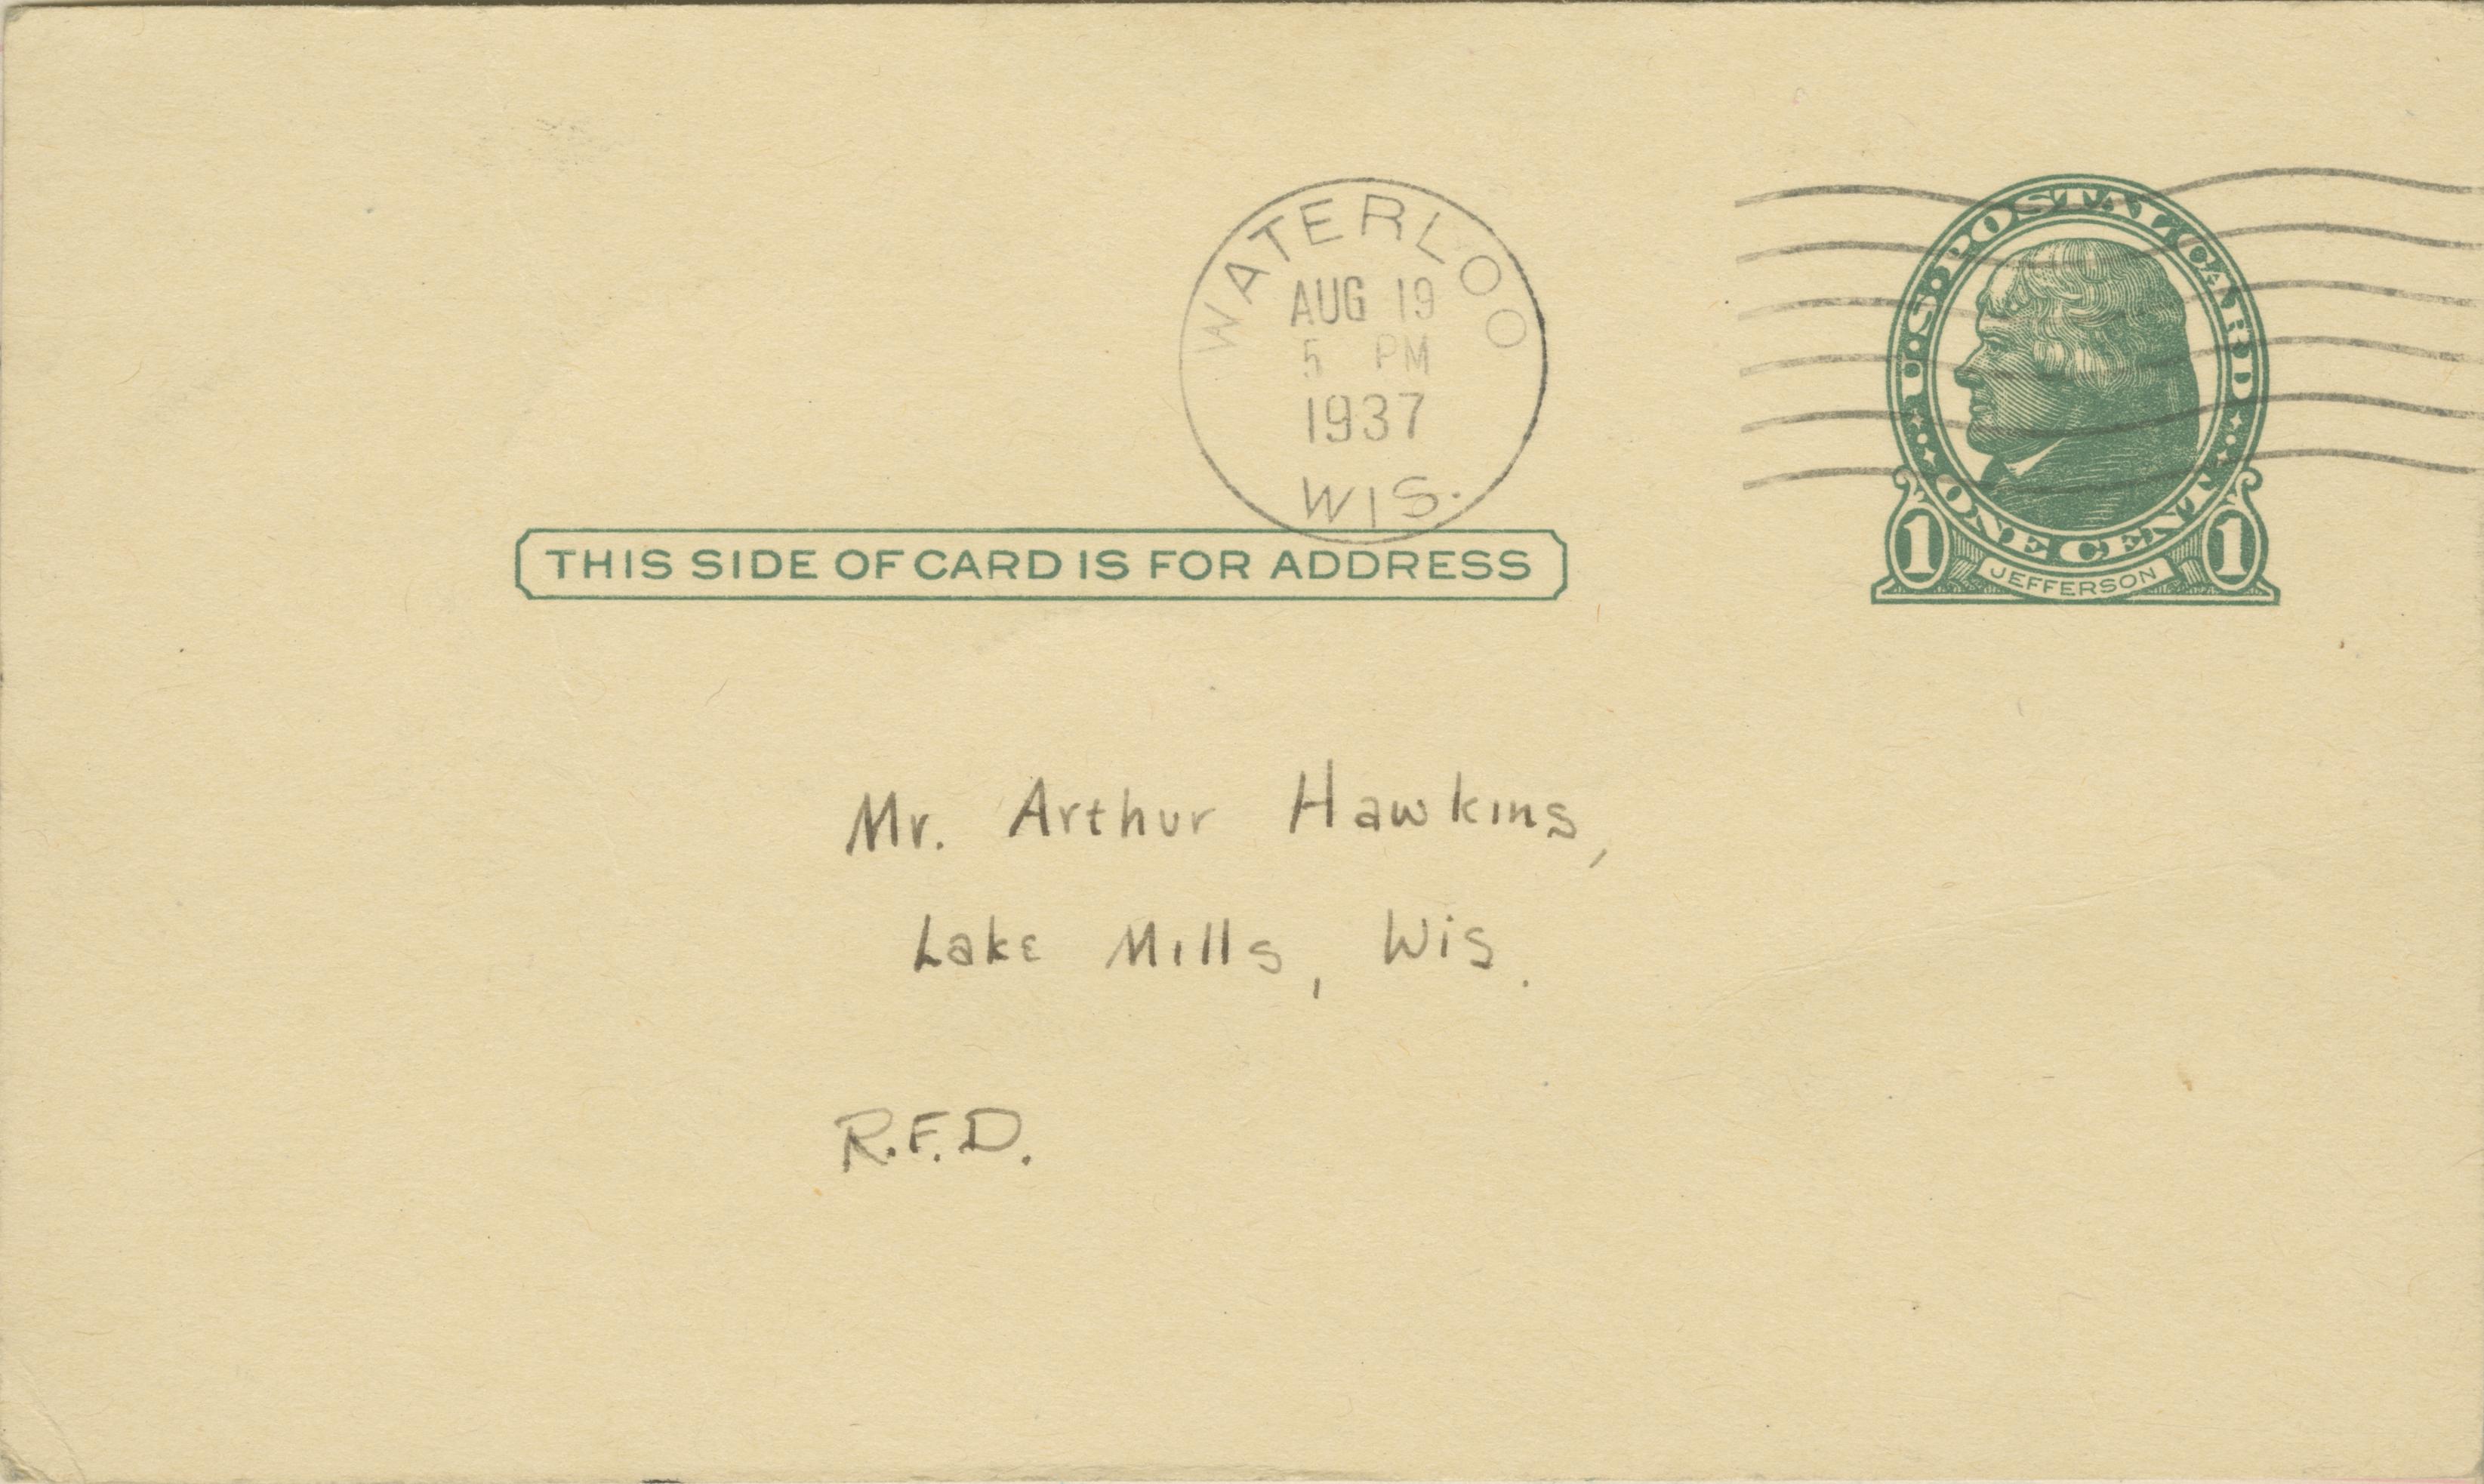 WATERLOO
AUG 19
5 PM
1937
WIS.
U·S·POSTAL CARD
ONE CENT
1 JEFFERSON 1
THIS SIDE OF CARD IS FOR ADDRESS
Mr. Arthur Hawkins,
Lake Mills, Wis.
R.F.D.